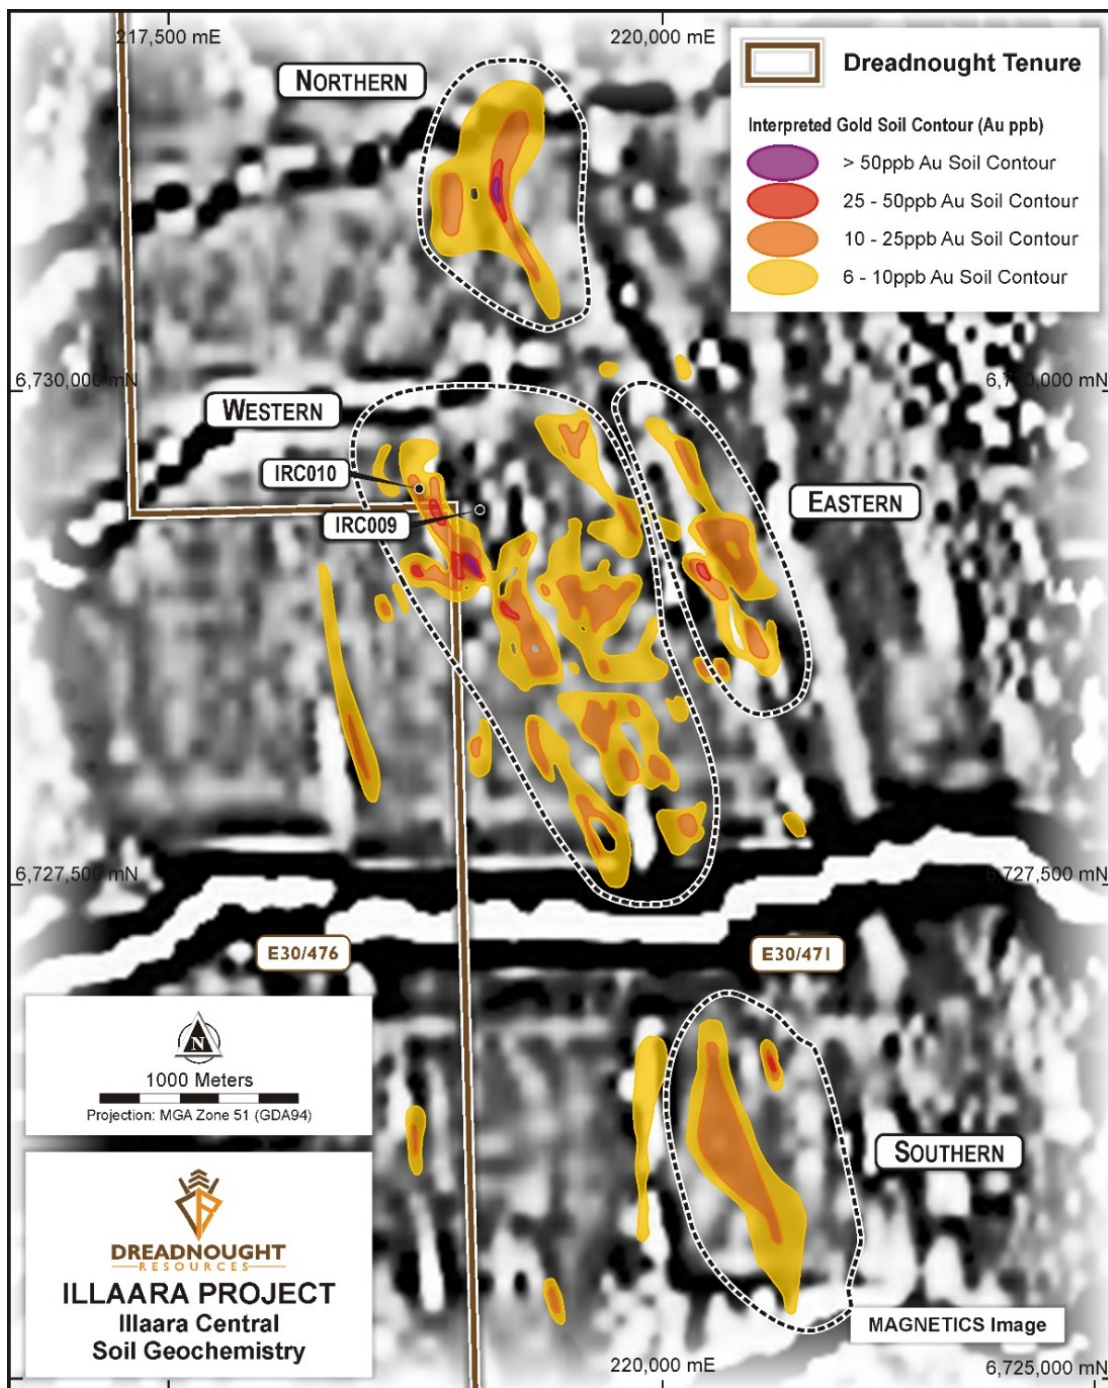 217,500 mE
220,000 mE
NORTHERN
Dreadnought Tenure
Interpreted Gold Soil Contour (Au ppb)
> 50ppb Au Soil Contour
25 - 50ppb Au Soil Contour
10 - 25ppb Au Soil Contour
6 - 10ppb Au Soil Contour
6,730,000 mN
6,730,000 mN
WESTERN
IRC010
IRC009
EASTERN
6,727,500 mN
6,727,500 mN
E30/476
E30/471
N
1000 Meters
Projection: MGA Zone 51 (GDA94)
SOUTHERN
DREADNOUGHT
RESOURCES
ILLAARA PROJECT
Illaara Central
Soil Geochemistry
MAGNETICS Image
220,000 mE
6,725,000 mN